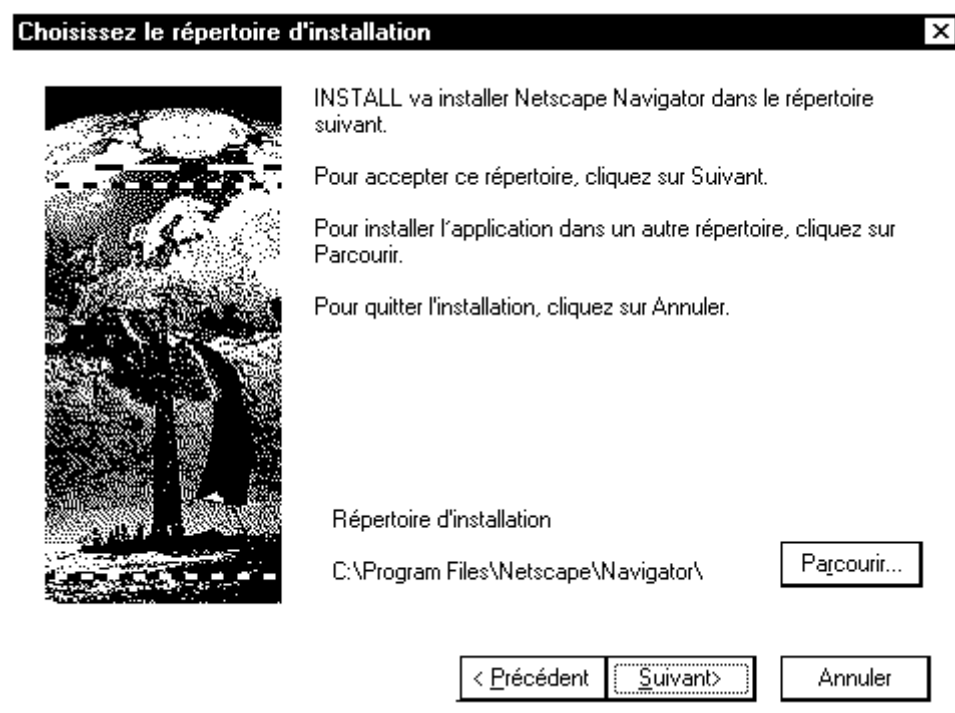 Choisissez le répertoire d'installation
INSTALL va installer Netscape Navigator dans le répertoire
suivant.
Pour accepter ce répertoire, cliquez sur Suivant.
Pour installer l'application dans un autre répertoire, cliquez sur
Parcourir.
Pour quitter l'installation, cliquez sur Annuler.
Répertoire d'installation
C:\Program Files\Netscape\Navigator\
Parcourir...
< Précédent
Suivant>
Annuler